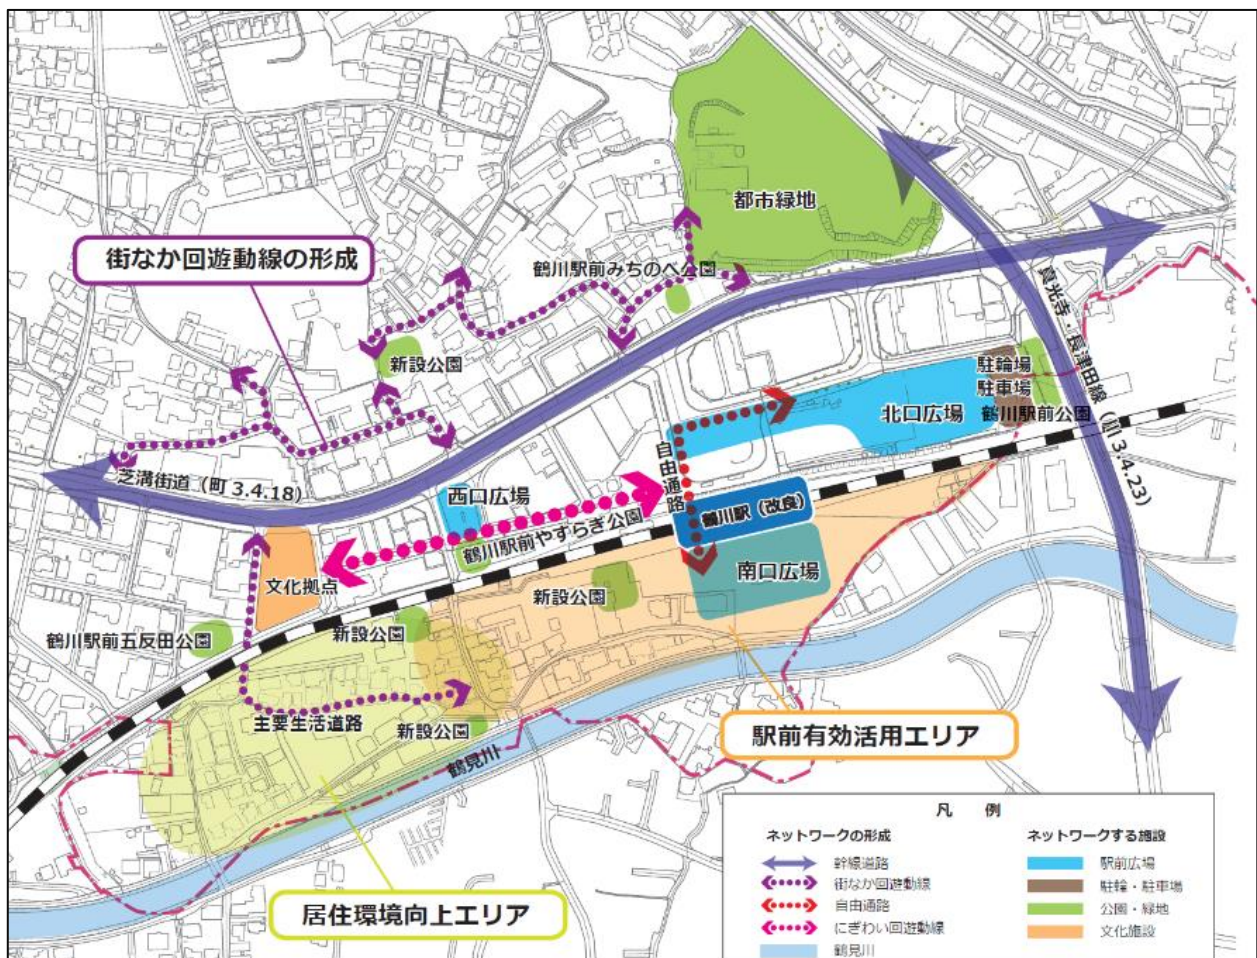 都市緑地
街なか回遊動線の形成
鶴川駅前みちのべ公園
新設公園
駐輪場
駐車場
北口広場
鶴川駅前公園
真光寺・長津田線（町 3.4.23）
自由通路
芝溝街道（町 3.4.18）
西口広場
鶴川駅（改良）
鶴川駅前やすらぎ公園
文化拠点
南口広場
新設公園
鶴川駅前五反田公園
新設公園
主要生活道路
新設公園
駅前有効活用エリア
鶴見川
居住環境向上エリア
凡 例
ネットワークの形成
幹線道路
街なか回遊動線
自由通路
にぎわい回遊動線
鶴見川
ネットワークする施設
駅前広場
駐輪・駐車場
公園・緑地
文化施設